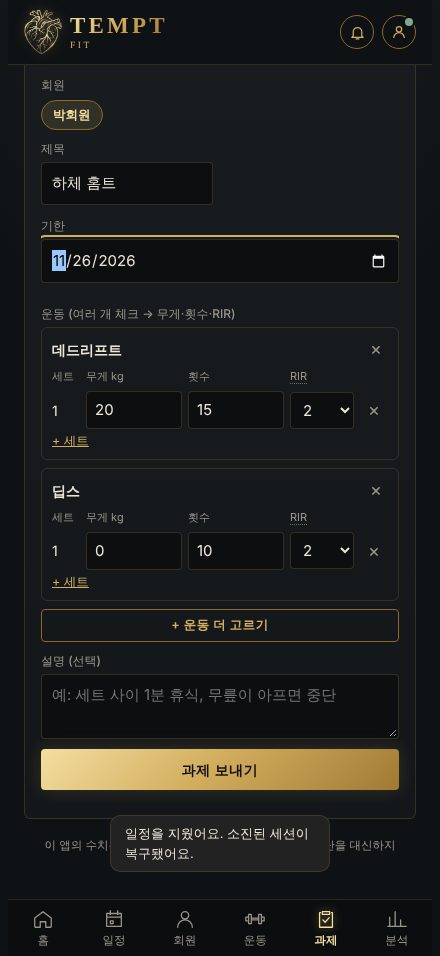 TEMPT
FIT
회원
박회원
제목
하체 홈트
기한
11/26/2026
운동 (여러 개 체크 → 무게·횟수·RIR)
데드리프트 ✕
세트 무게 kg 횟수 RIR
1 20 15 2 ✕
+ 세트
딥스 ✕
세트 무게 kg 횟수 RIR
1 0 10 2 ✕
+ 세트
+ 운동 더 고르기
설명 (선택)
예: 세트 사이 1분 휴식, 무릎이 아프면 중단
과제 보내기
이 앱의 수치
을 대신하지
일정을 지웠어요. 소진된 세션이
복구됐어요.
홈 일정 회원 운동 과제 분석